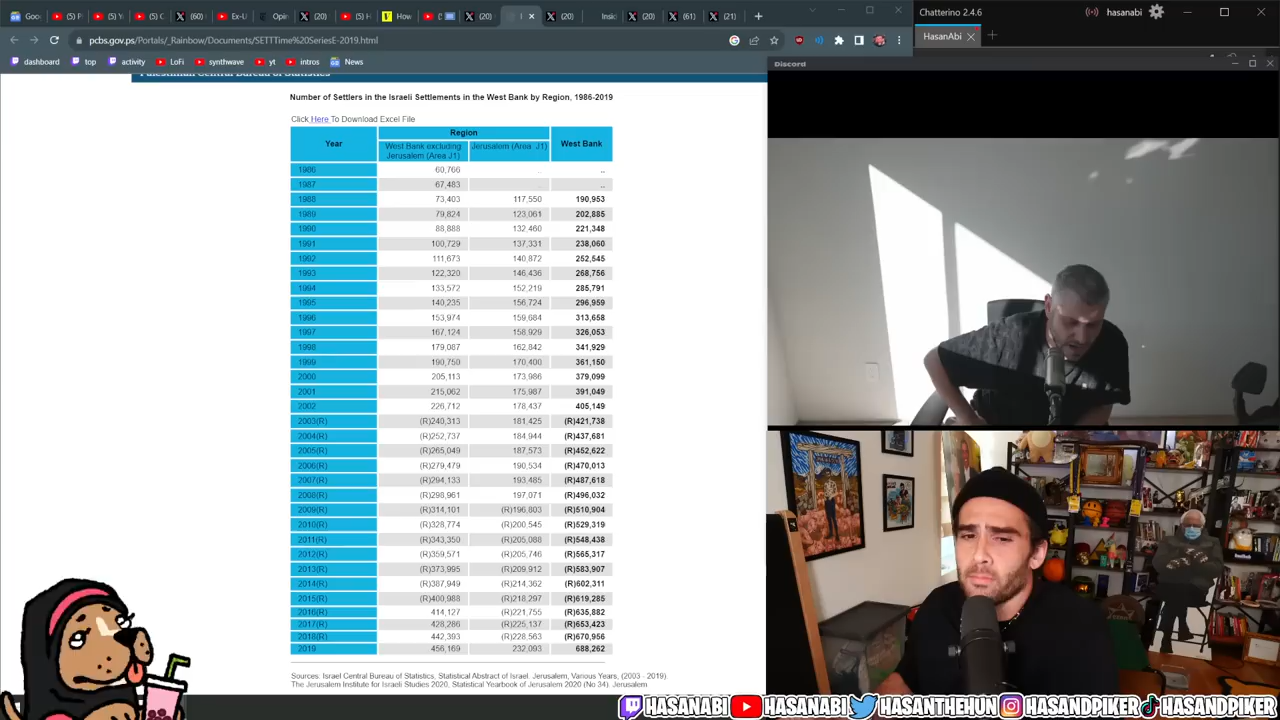 Chatterino 2.4.6
hasanabi
HasanAbi
pcbs.gov.ps/Portals/_Rainbow/Documents/SETTTime%20SeriesE-2019.html
dashboard top activity LoFi synthwave yt intros News
Discord
Palestinian Central Bureau of Statistics
Number of Settlers in the Israeli Settlements in the West Bank by Region, 1986-2019
Click Here To Download Excel File
Year Region West Bank
West Bank excluding Jerusalem (Area J1) Jerusalem (Area J1)
1986 60,766 . ..
1987 67,483 . ..
1988 73,403 117,550 190,953
1989 79,824 123,061 202,885
1990 88,888 132,460 221,348
1991 100,729 137,331 238,060
1992 111,673 140,872 252,545
1993 122,320 146,436 268,756
1994 133,572 152,219 285,791
1995 140,235 156,724 296,959
1996 153,974 159,684 313,658
1997 167,124 158,929 326,053
1998 179,087 162,842 341,929
1999 190,750 170,400 361,150
2000 205,113 173,986 379,099
2001 215,062 175,987 391,049
2002 226,712 178,437 405,149
2003(R) (R)240,313 181,425 (R)421,738
2004(R) (R)252,737 184,944 (R)437,681
2005(R) (R)265,049 187,573 (R)452,622
2006(R) (R)279,479 190,534 (R)470,013
2007(R) (R)294,133 193,485 (R)487,618
2008(R) (R)298,961 197,071 (R)496,032
2009(R) (R)314,101 (R)196,803 (R)510,904
2010(R) (R)328,774 (R)200,545 (R)529,319
2011(R) (R)343,350 (R)205,088 (R)548,438
2012(R) (R)359,571 (R)205,746 (R)565,317
2013(R) (R)373,995 (R)209,912 (R)583,907
2014(R) (R)387,949 (R)214,362 (R)602,311
2015(R) (R)400,988 (R)218,297 (R)619,285
2016(R) 414,127 (R)221,755 (R)635,882
2017(R) 428,286 (R)225,137 (R)653,423
2018(R) 442,393 (R)228,563 (R)670,956
2019 456,169 232,093 688,262
Sources: Israel Central Bureau of Statistics, Statistical Abstract of Israel. Jerusalem, Various Years, (2003 - 2019).
The Jerusalem Institute for Israeli Studies 2020, Statistical Yearbook of Jerusalem 2020 (No 34). Jerusalem
HASANABI HASANABI HASANTHEHUN HASANDPIKER HASANDPIKER